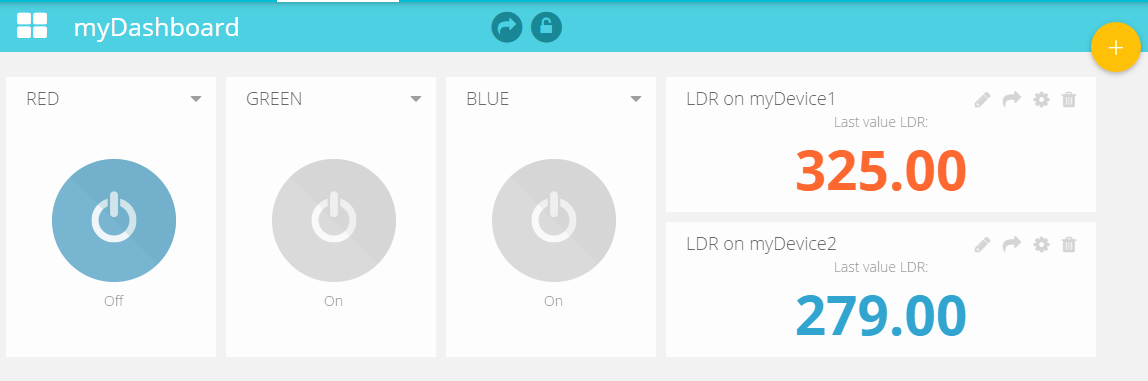 myDashboard
RED
Off
GREEN
On
BLUE
On
LDR on myDevice1
Last value LDR:
325.00
LDR on myDevice2
Last value LDR:
279.00